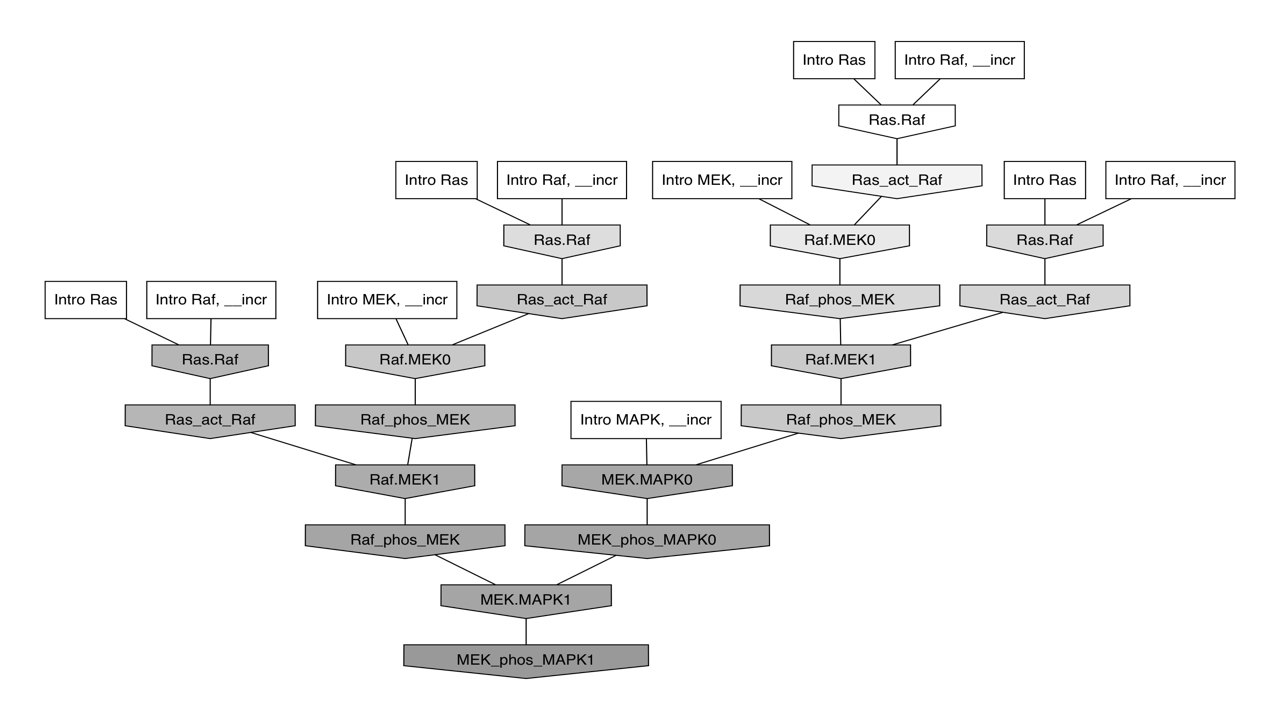 Intro Ras
Intro Raf, __incr
Ras.Raf
Intro Ras
Intro Raf, __incr
Intro MEK, __incr
Ras_act_Raf
Intro Ras
Intro Raf, __incr
Ras.Raf
Raf.MEK0
Ras.Raf
Intro Ras
Intro Raf, __incr
Intro MEK, __incr
Ras_act_Raf
Raf_phos_MEK
Ras_act_Raf
Ras.Raf
Raf.MEK0
Raf.MEK1
Ras_act_Raf
Raf_phos_MEK
Intro MAPK, __incr
Raf_phos_MEK
Raf.MEK1
MEK.MAPK0
Raf_phos_MEK
MEK_phos_MAPK0
MEK.MAPK1
MEK_phos_MAPK1